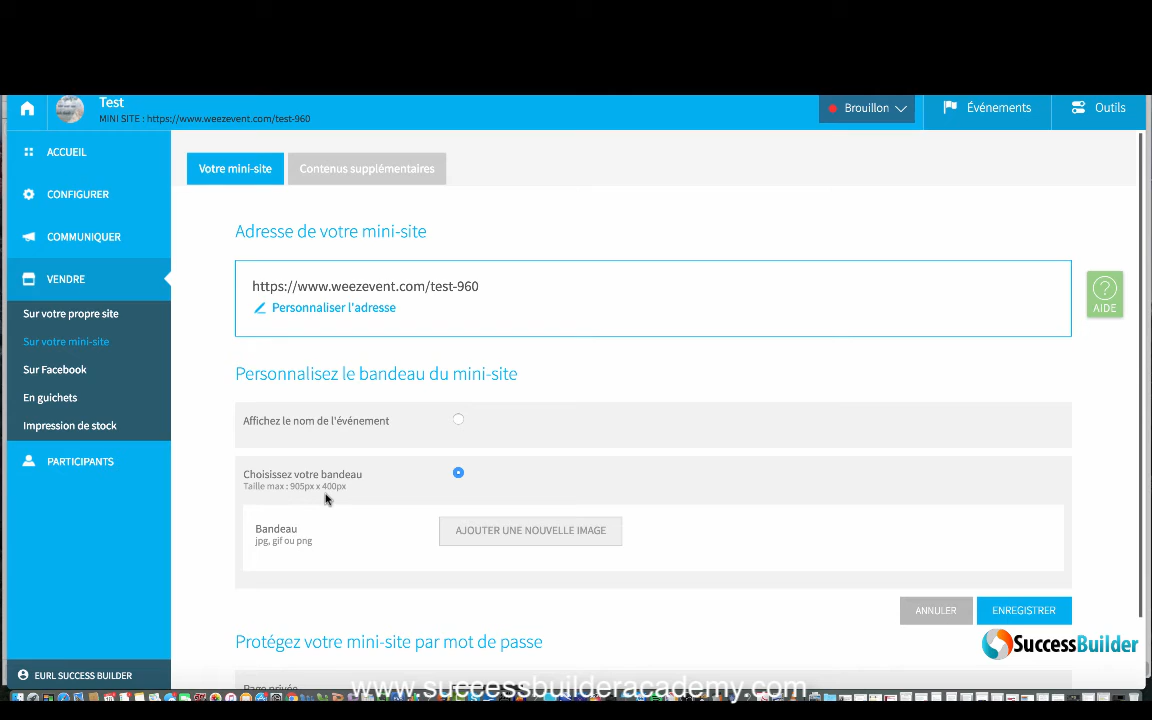 Test
MINI SITE : https://www.weezevent.com/test-960
Brouillon
Événements
Outils
ACCUEIL
CONFIGURER
COMMUNIQUER
VENDRE
Sur votre propre site
Sur votre mini-site
Sur Facebook
En guichets
Impression de stock
PARTICIPANTS
EURL SUCCESS BUILDER
Votre mini-site
Contenus supplémentaires
Adresse de votre mini-site
https://www.weezevent.com/test-960
Personnaliser l'adresse
AIDE
Personnalisez le bandeau du mini-site
Affichez le nom de l'événement
Choisissez votre bandeau
Taille max : 905px x 400px
Bandeau
jpg, gif ou png
AJOUTER UNE NOUVELLE IMAGE
ANNULER
ENREGISTRER
Protégez votre mini-site par mot de passe
SuccessBuilder
Page privée
www.successbuilderacademy.com